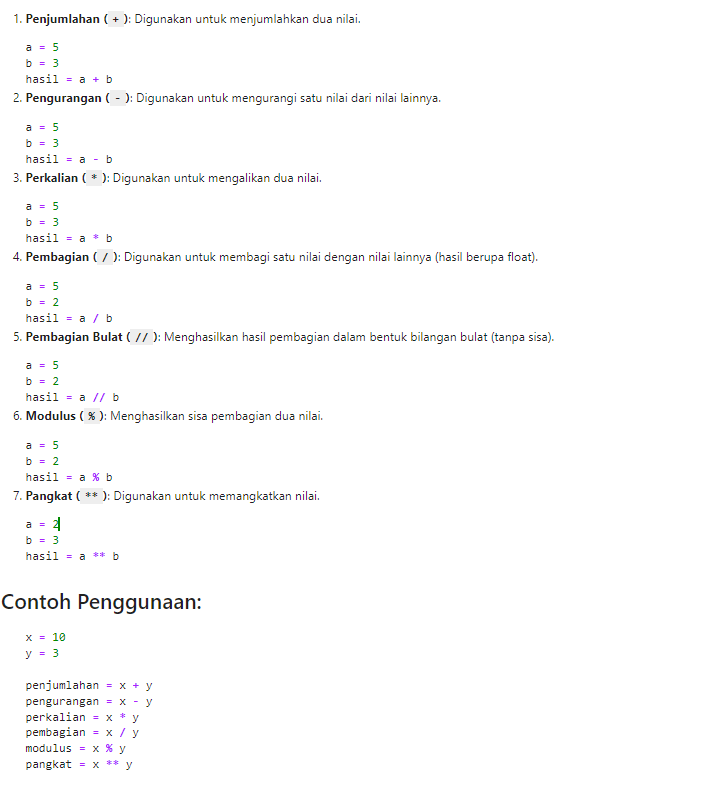 1. Penjumlahan ( + ): Digunakan untuk menjumlahkan dua nilai.
a = 5
b = 3
hasil = a + b
2. Pengurangan ( - ): Digunakan untuk mengurangi satu nilai dari nilai lainnya.
a = 5
b = 3
hasil = a - b
3. Perkalian ( * ): Digunakan untuk mengalikan dua nilai.
a = 5
b = 3
hasil = a * b
4. Pembagian ( / ): Digunakan untuk membagi satu nilai dengan nilai lainnya (hasil berupa float).
a = 5
b = 2
hasil = a / b
5. Pembagian Bulat ( // ): Menghasilkan hasil pembagian dalam bentuk bilangan bulat (tanpa sisa).
a = 5
b = 2
hasil = a // b
6. Modulus ( % ): Menghasilkan sisa pembagian dua nilai.
a = 5
b = 2
hasil = a % b
7. Pangkat ( ** ): Digunakan untuk memangkatkan nilai.
a = 2
b = 3
hasil = a ** b
Contoh Penggunaan:
x = 10
y = 3
penjumlahan = x + y
pengurangan = x - y
perkalian = x * y
pembagian = x / y
modulus = x % y
pangkat = x ** y